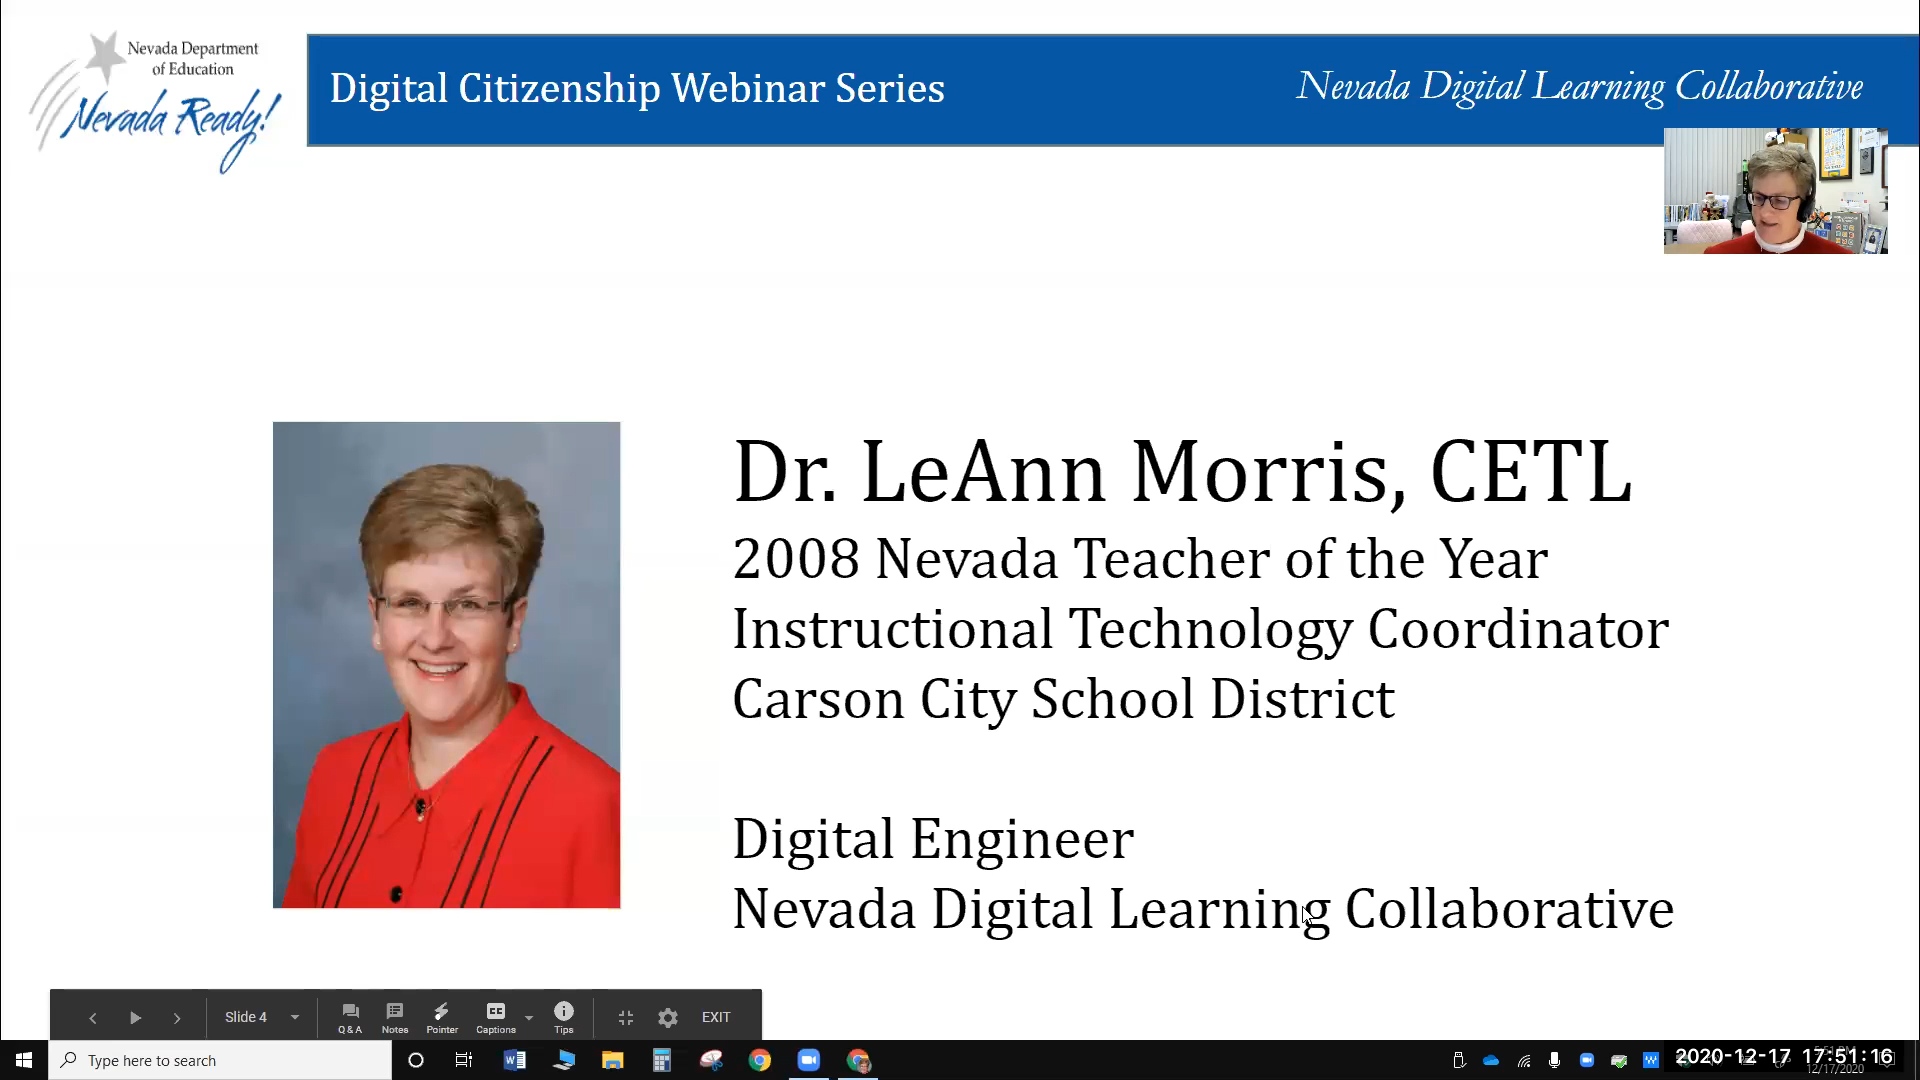 Nevada Department
of Education
Nevada Ready!
Digital Citizenship Webinar Series
Nevada Digital Learning Collaborative
Dr. LeAnn Morris, CETL
2008 Nevada Teacher of the Year
Instructional Technology Coordinator
Carson City School District
Digital Engineer
Nevada Digital Learning Collaborative
Slide 4
Q & A
Notes
Pointer
Captions
Tips
EXIT
Type here to search
2020-12-17 17:51:16
12/17/2020